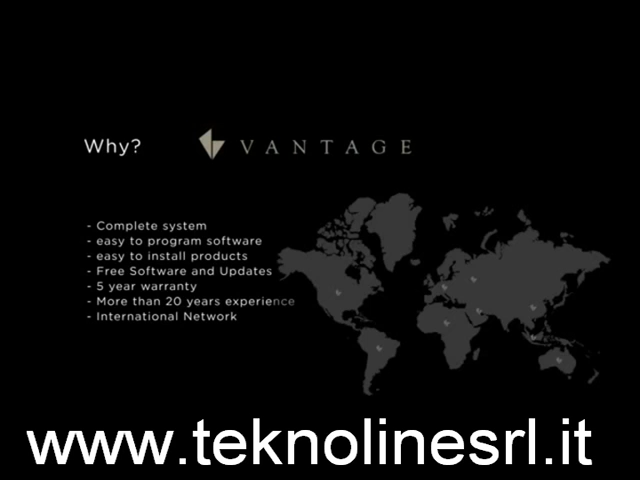 Why? VANTAGE
- Complete system
- easy to program software
- easy to install products
- Free Software and Updates
- 5 year warranty
- More than 20 years experience
- International Network
www.teknolinesrl.it